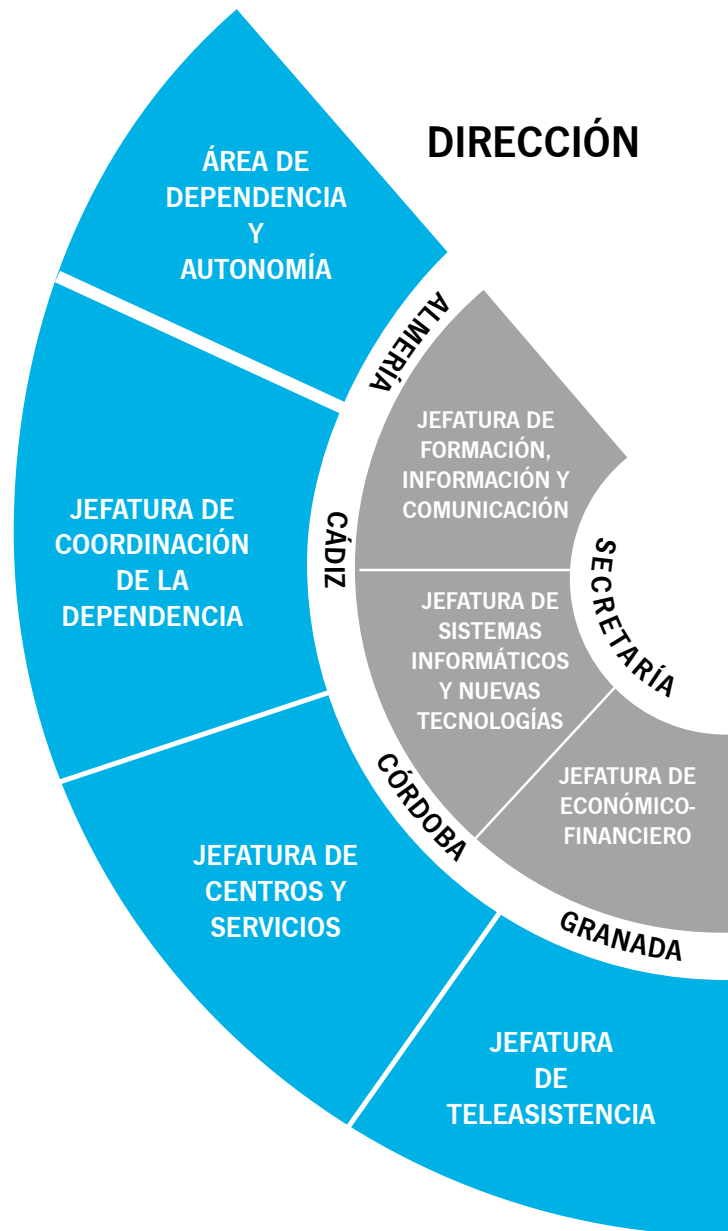 DIRECCIÓN
ÁREA DE
DEPENDENCIA
Y
AUTONOMÍA
ALMERÍA
JEFATURA DE
FORMACIÓN,
INFORMACIÓN Y
COMUNICACIÓN
JEFATURA DE
COORDINACIÓN
DE LA
DEPENDENCIA
CÁDIZ
SECRETARÍA
JEFATURA DE
SISTEMAS
INFORMÁTICOS
Y NUEVAS
TECNOLOGÍAS
CÓRDOBA
JEFATURA DE
ECONÓMICO-
FINANCIERO
JEFATURA DE
CENTROS Y
SERVICIOS
GRANADA
JEFATURA
DE
TELEASISTENCIA